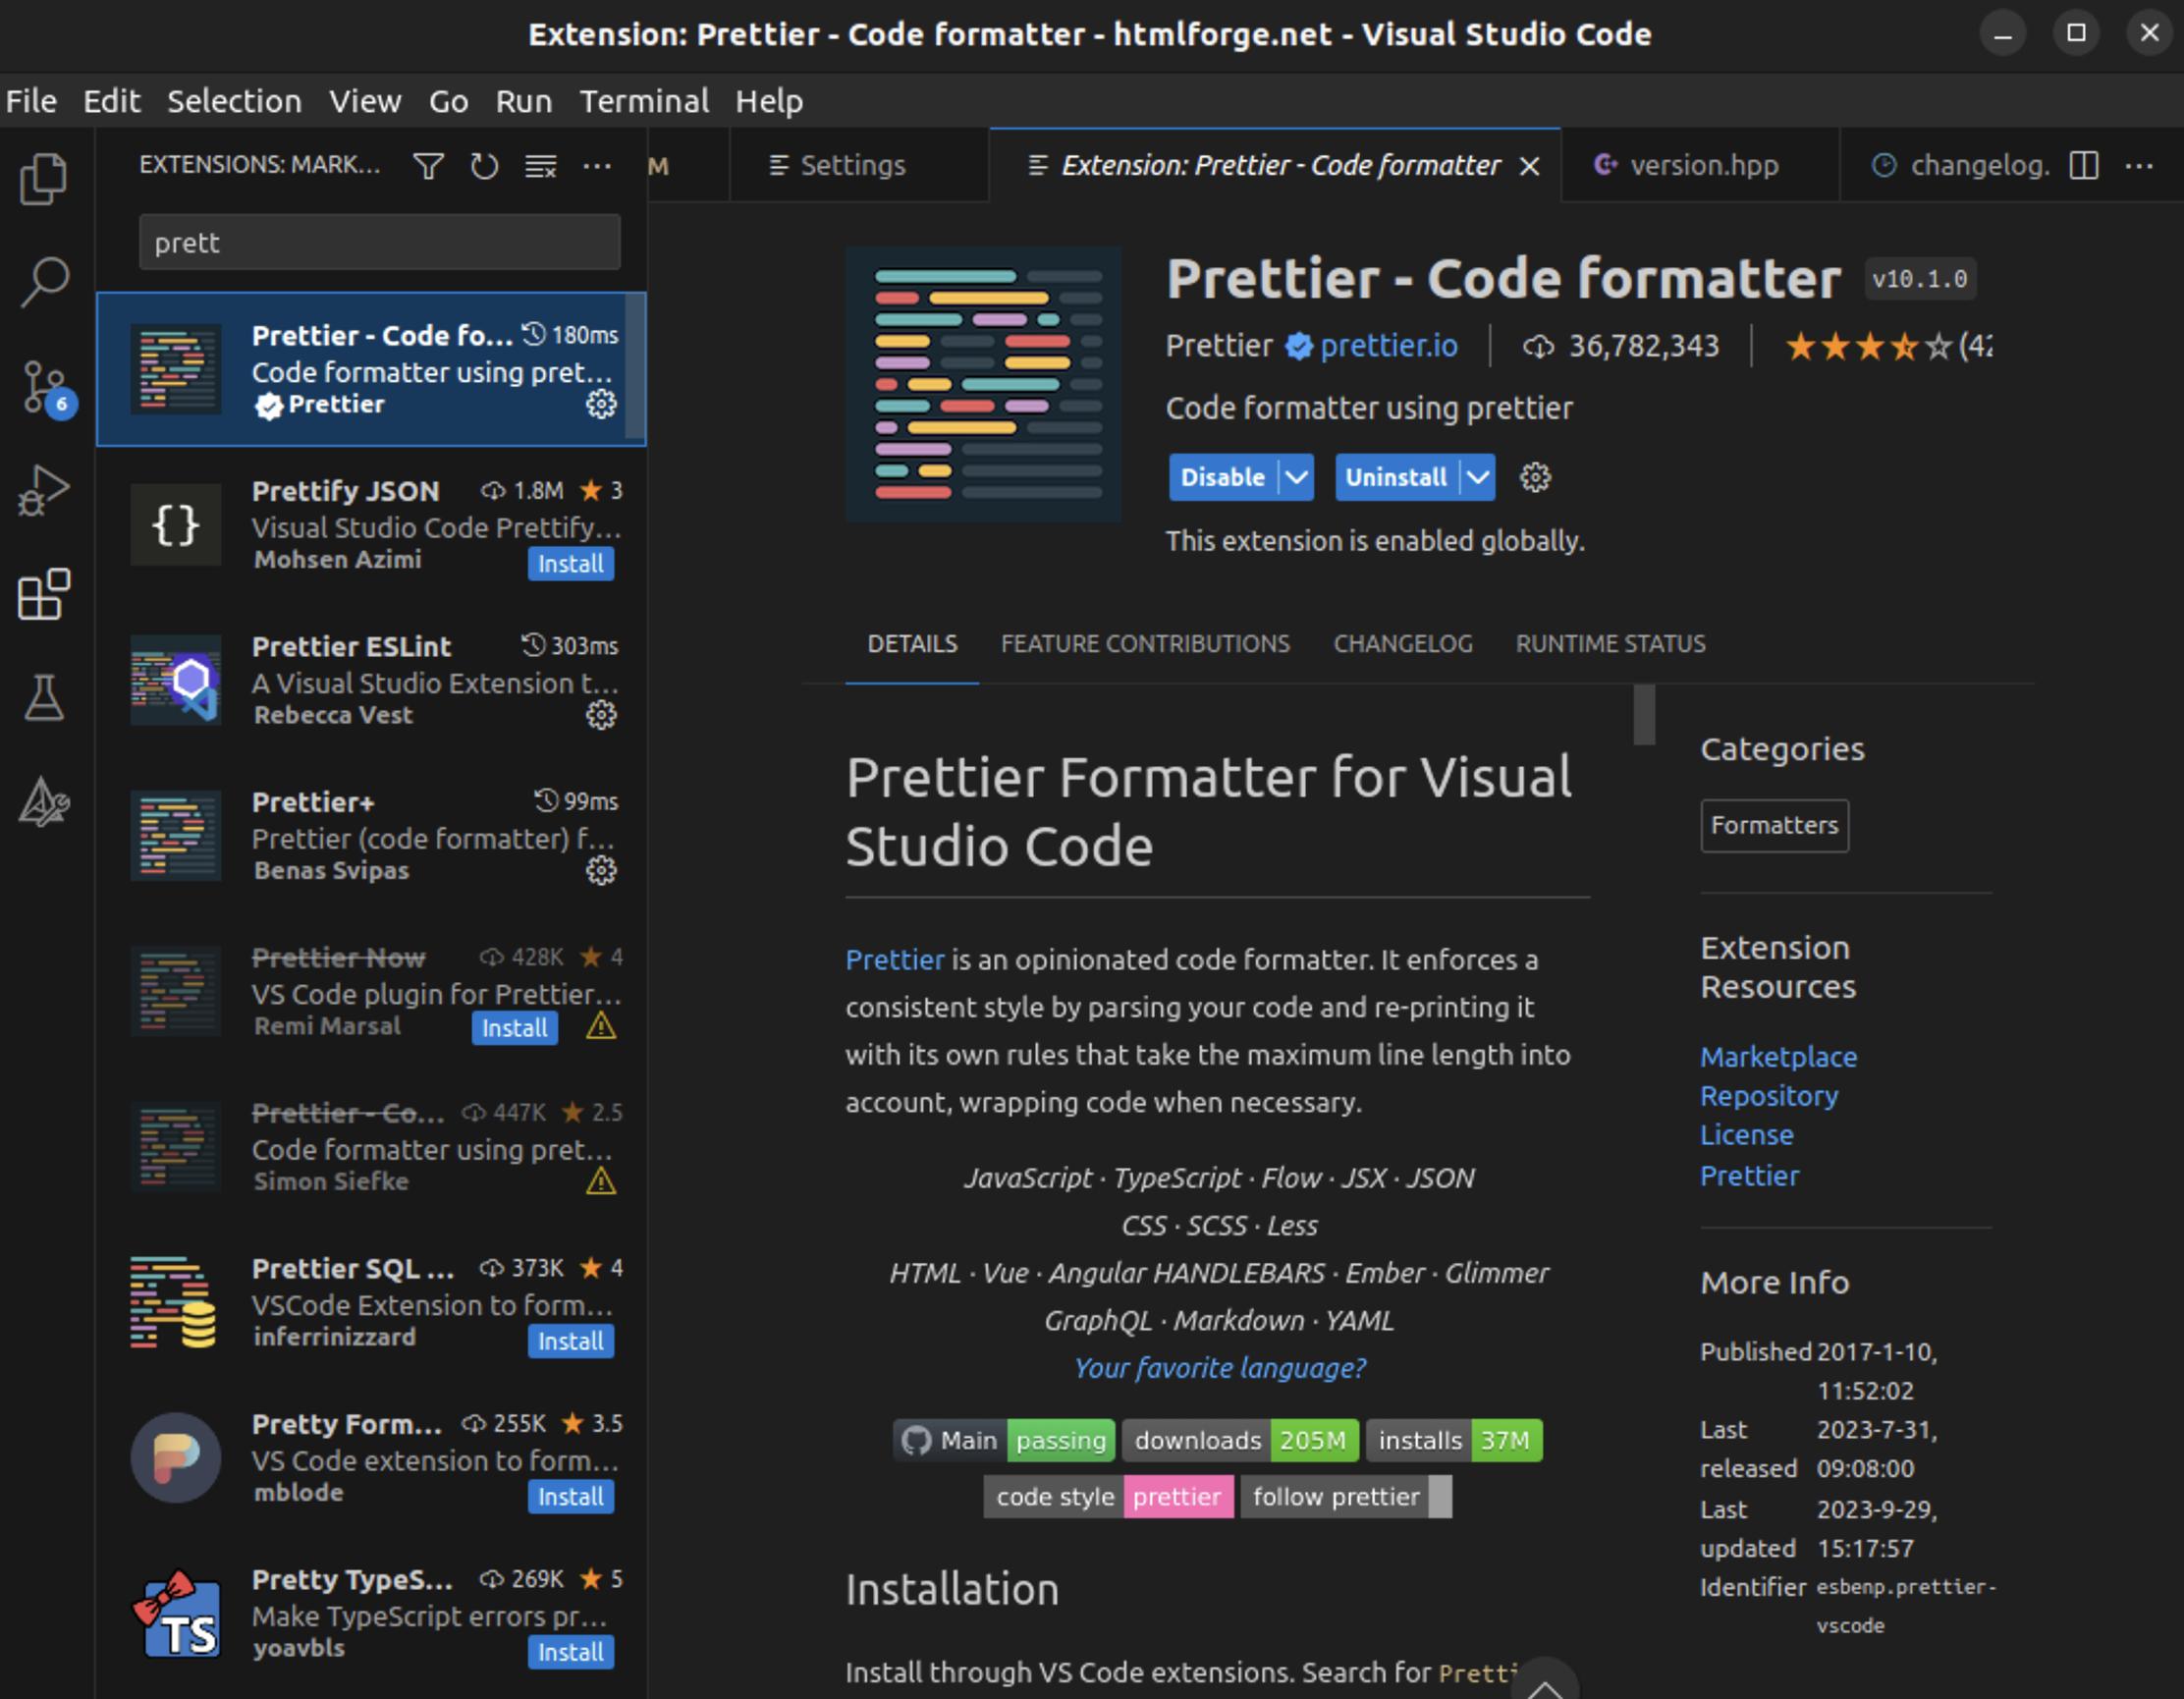 Extension: Prettier - Code formatter - htmlforge.net - Visual Studio Code
File Edit Selection View Go Run Terminal Help
EXTENSIONS: MARK...
M
Settings
Extension: Prettier - Code formatter
version.hpp
changelog.
prett
6
Prettier - Code fo... 180ms
Code formatter using pret...
Prettier
Prettify JSON 1.8M 3
Visual Studio Code Prettify...
Mohsen Azimi Install
Prettier ESLint 303ms
A Visual Studio Extension t...
Rebecca Vest
Prettier+ 99ms
Prettier (code formatter) f...
Benas Svipas
Prettier Now 428K 4
VS Code plugin for Prettier...
Remi Marsal Install
Prettier - Co... 447K 2.5
Code formatter using pret...
Simon Siefke
Prettier SQL ... 373K 4
VSCode Extension to form...
inferrinizzard Install
Pretty Form... 255K 3.5
VS Code extension to form...
mblode Install
TS
Pretty TypeS... 269K 5
Make TypeScript errors pr...
yoavbls Install
Prettier - Code formatter v10.1.0
Prettier prettier.io 36,782,343
Code formatter using prettier
Disable Uninstall
This extension is enabled globally.
DETAILS FEATURE CONTRIBUTIONS CHANGELOG RUNTIME STATUS
Prettier Formatter for Visual
Studio Code
Prettier is an opinionated code formatter. It enforces a
consistent style by parsing your code and re-printing it
with its own rules that take the maximum line length into
account, wrapping code when necessary.
JavaScript · TypeScript · Flow · JSX · JSON
CSS · SCSS · Less
HTML · Vue · Angular HANDLEBARS · Ember · Glimmer
GraphQL · Markdown · YAML
Your favorite language?
Main passing downloads 205M installs 37M
code style prettier follow prettier
Installation
Install through VS Code extensions. Search for Pretti
Categories
Formatters
Extension
Resources
Marketplace
Repository
License
Prettier
More Info
Published 2017-1-10,
11:52:02
Last 2023-7-31,
released 09:08:00
Last 2023-9-29,
updated 15:17:57
Identifier esbenp.prettier-
vscode